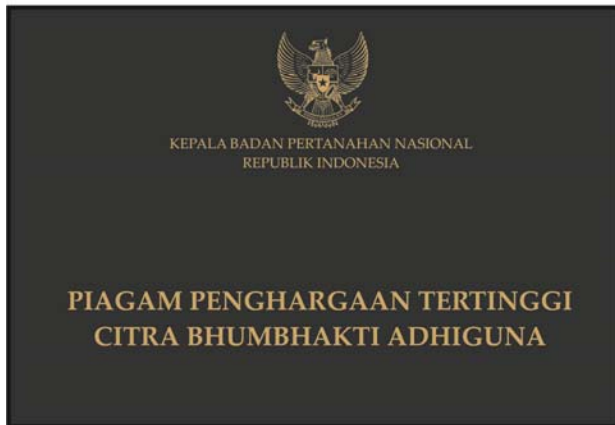 KEPALA BADAN PERTANAHAN NASIONAL
REPUBLIK INDONESIA
PIAGAM PENGHARGAAN TERTINGGI
CITRA BHUMBHAKTI ADHIGUNA